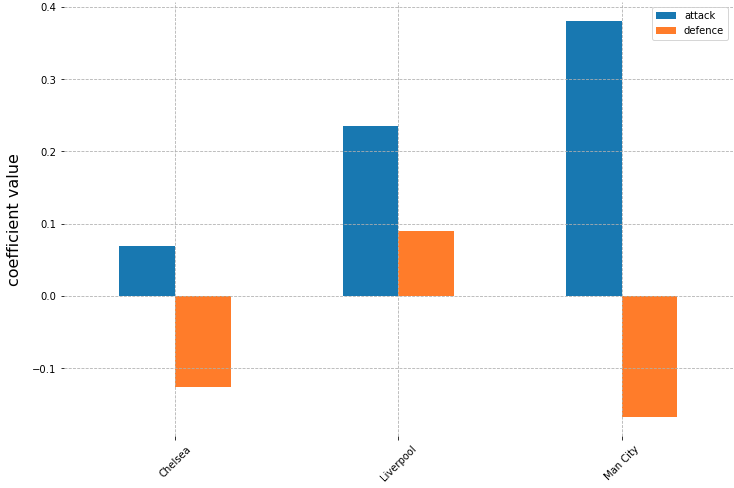 attack
defence
0.4
0.3
0.2
0.1
0.0
−0.1
coefficient value
Chelsea
Liverpool
Man City